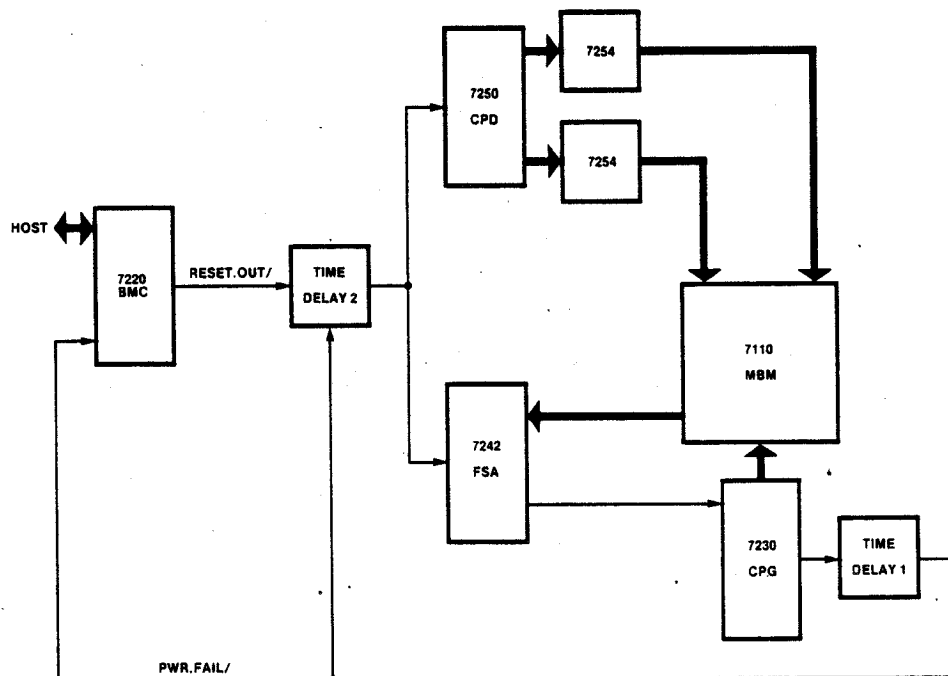 7254
7250
CPD
7254
HOST
7220
BMC
RESET.OUT/
TIME
DELAY 2
7110
MBM
7242
FSA
7230
CPG
TIME
DELAY 1
PWR.FAIL/